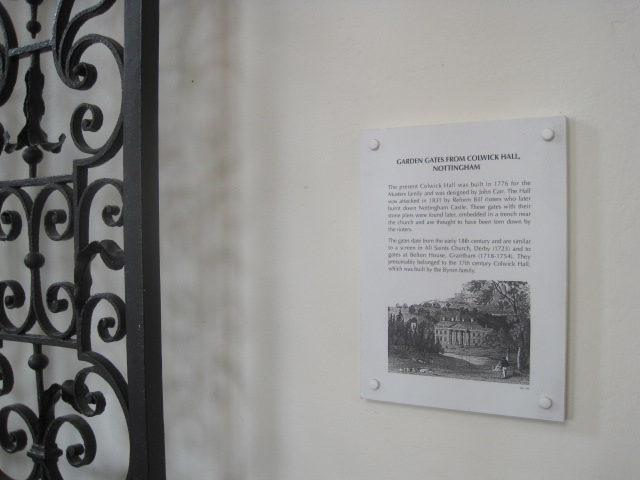 GARDEN GATES FROM COLWICK HALL,
NOTTINGHAM
The present Colwick Hall was built in 1776 for the
Musters family and was designed by John Carr. The Hall
was attacked in 1831 by Reform Bill rioters who later
burnt down Nottingham Castle. These gates with their
stone piers were found later, embedded in a trench near
the church and are thought to have been torn down by
the rioters.
The gates date from the early 18th century and are similar
to a screen in All Saints Church, Derby (1723) and to
gates at Belton House, Grantham (1718-1754). They
presumably belonged to the 17th century Colwick Hall,
which was built by the Byron family.